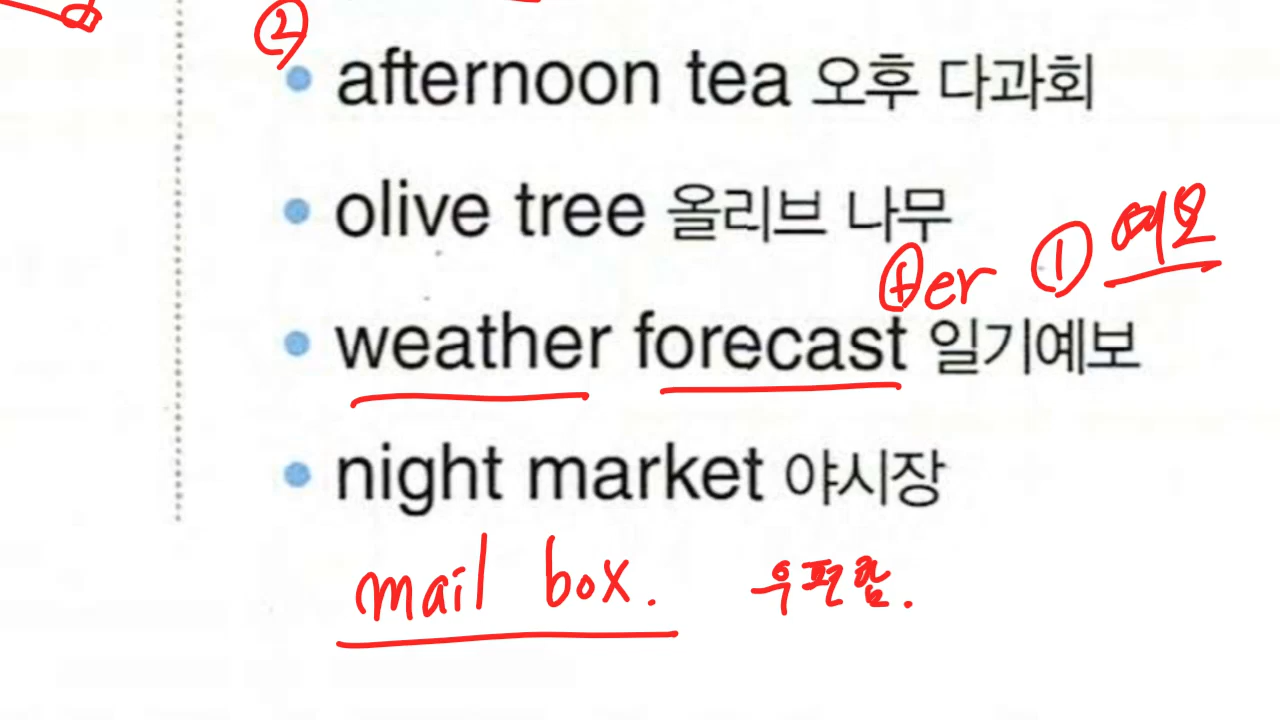 ②
• afternoon tea 오후 다과회
• olive tree 올리브 나무
⊕er ① 예보
• weather forecast 일기예보
• night market 야시장
mail box. 우편함.